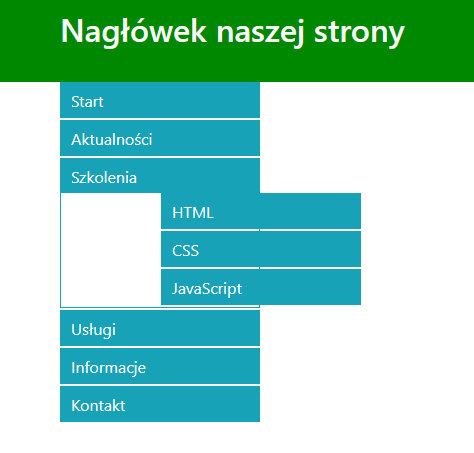 Nagłówek naszej strony
Start
Aktualności
Szkolenia
HTML
CSS
JavaScript
Usługi
Informacje
Kontakt